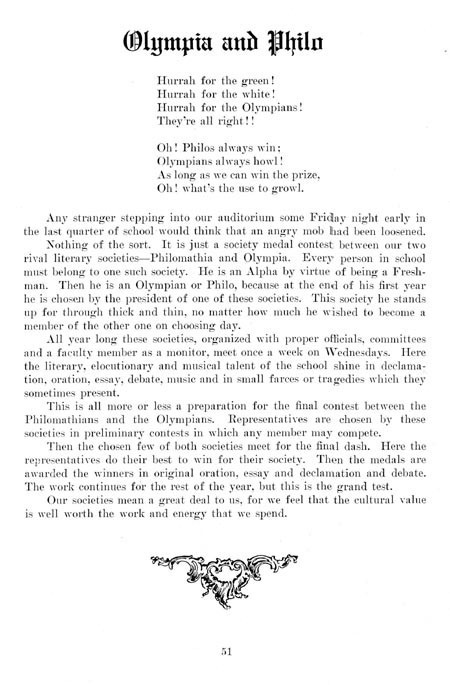 Olympia and Philo
Hurrah for the green!
Hurrah for the white!
Hurrah for the Olympians!
They're all right!!
Oh! Philos always win;
Olympians always howl!
As long as we can win the prize,
Oh! what's the use to growl.
Any stranger stepping into our auditorium some Friday night early in
the last quarter of school would think that an angry mob had been loosened.
Nothing of the sort. It is just a society medal contest between our two
rival literary societies—Philomathia and Olympia. Every person in school
must belong to one such society. He is an Alpha by virtue of being a Fresh-
man. Then he is an Olympian or Philo, because at the end of his first year
he is chosen by the president of one of these societies. This society he stands
up for through thick and thin, no matter how much he wished to become a
member of the other one on choosing day.
All year long these societies, organized with proper officials, committees
and a faculty member as a monitor, meet once a week on Wednesdays. Here
the literary, elocutionary and musical talent of the school shine in declama-
tion, oration, essay, debate, music and in small farces or tragedies which they
sometimes present.
This is all more or less a preparation for the final contest between the
Philomathians and the Olympians. Representatives are chosen by these
societies in preliminary contests in which any member may compete.
Then the chosen few of both societies meet for the final dash. Here the
representatives do their best to win for their society. Then the medals are
awarded the winners in original oration, essay and declamation and debate.
The work continues for the rest of the year, but this is the grand test.
Our societies mean a great deal to us, for we feel that the cultural value
is well worth the work and energy that we spend.
51